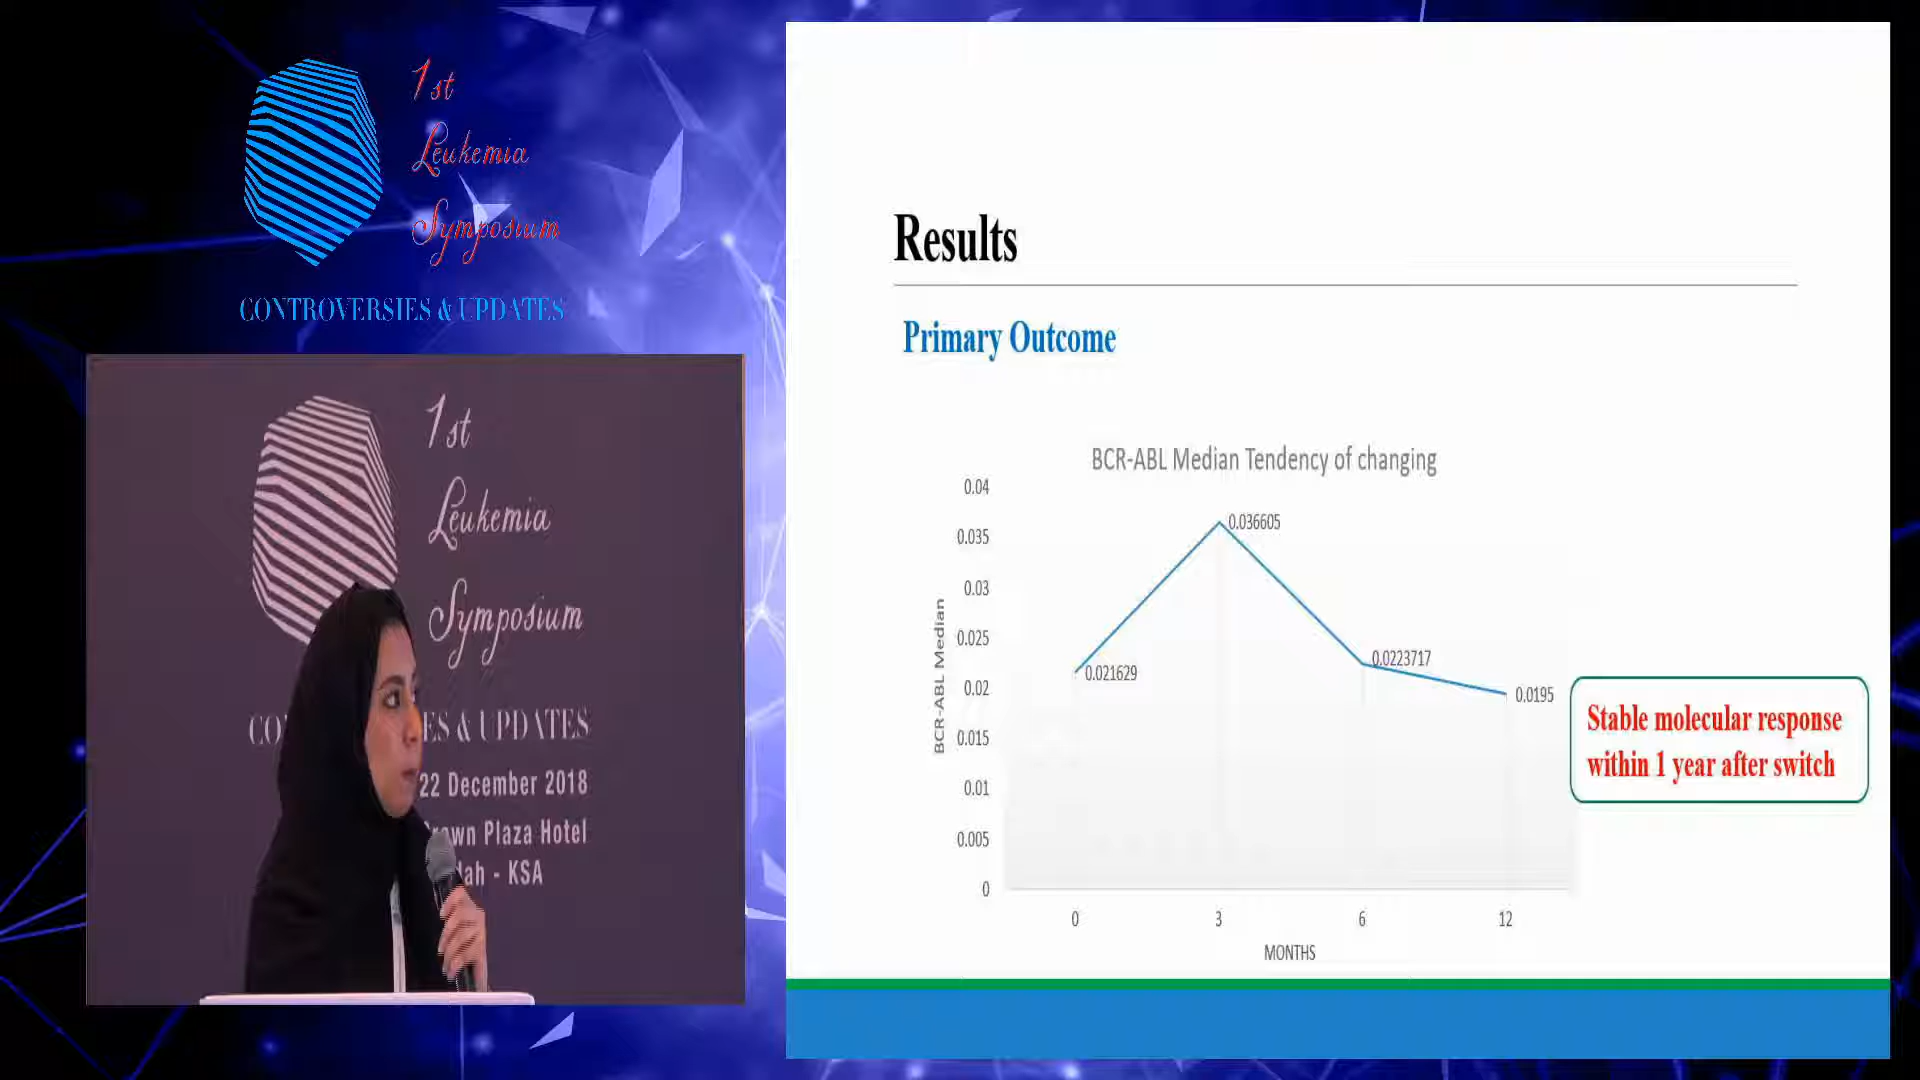 1st
Leukemia
Symposium
CONTROVERSIES & UPDATES
1st
Leukemia
Symposium
ES & UPDATES
22 December 2018
Plaza Hotel
- KSA
Results
Primary Outcome
BCR-ABL Median Tendency of changing
BCR-ABL Median
0.04
0.035
0.03
0.025
0.02
0.015
0.01
0.005
0
0.021629
0.036605
0.0223717
0.0195
0 3 6 12
MONTHS
Stable molecular response
within 1 year after switch